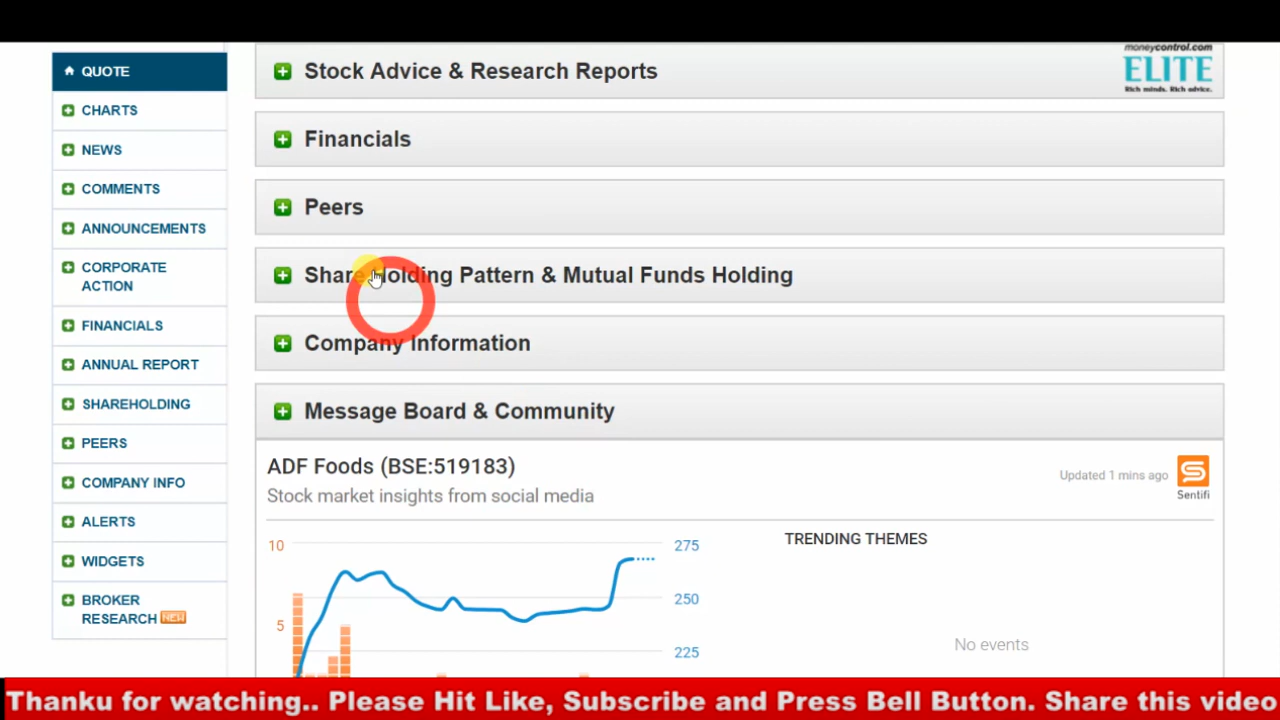 QUOTE
CHARTS
NEWS
COMMENTS
ANNOUNCEMENTS
CORPORATE
ACTION
FINANCIALS
ANNUAL REPORT
SHAREHOLDING
PEERS
COMPANY INFO
ALERTS
WIDGETS
BROKER
RESEARCH NEW
Stock Advice & Research Reports
moneycontrol.com
ELITE
Rich minds. Rich advice.
Financials
Peers
Share Holding Pattern & Mutual Funds Holding
Company Information
Message Board & Community
ADF Foods (BSE:519183)
Stock market insights from social media
Updated 1 mins ago
Sentifi
10
5
275
250
225
TRENDING THEMES
No events
Thanku for watching.. Please Hit Like, Subscribe and Press Bell Button. Share this video